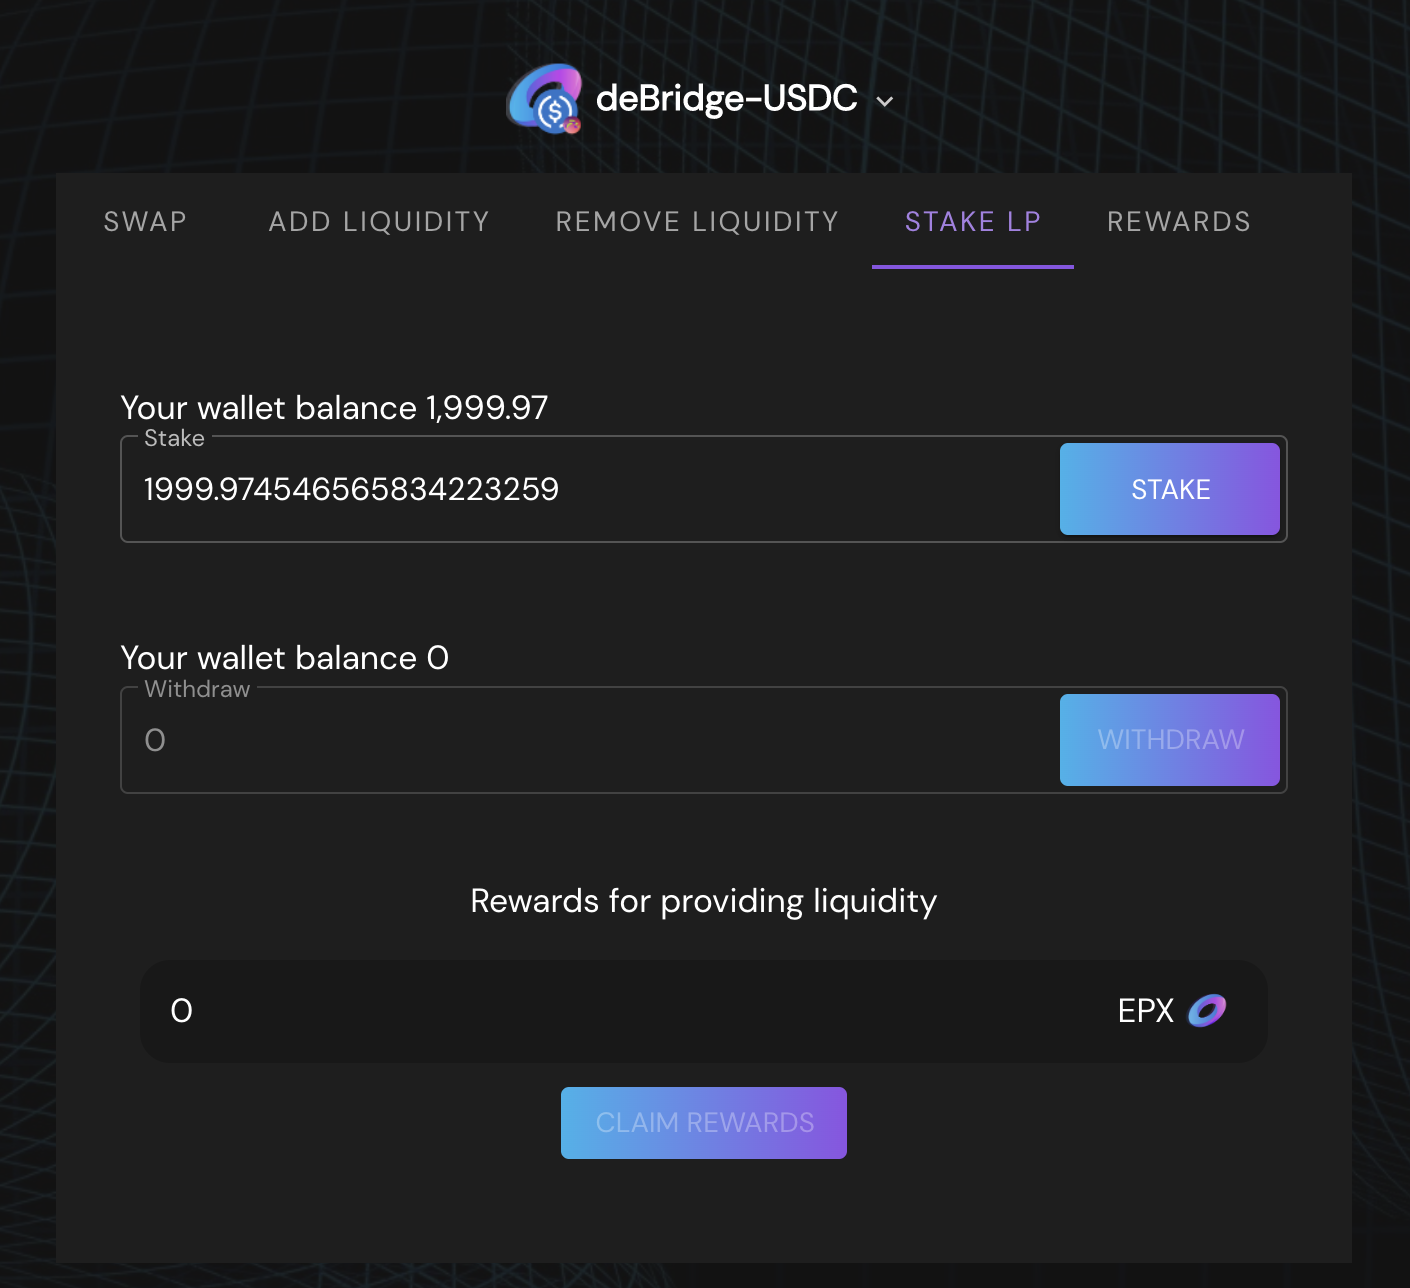 deBridge-USDC
SWAP ADD LIQUIDITY REMOVE LIQUIDITY STAKE LP REWARDS
Your wallet balance 1,999.97
Stake
1999.974546565834223259
STAKE
Your wallet balance 0
Withdraw
0
WITHDRAW
Rewards for providing liquidity
0 EPX
CLAIM REWARDS